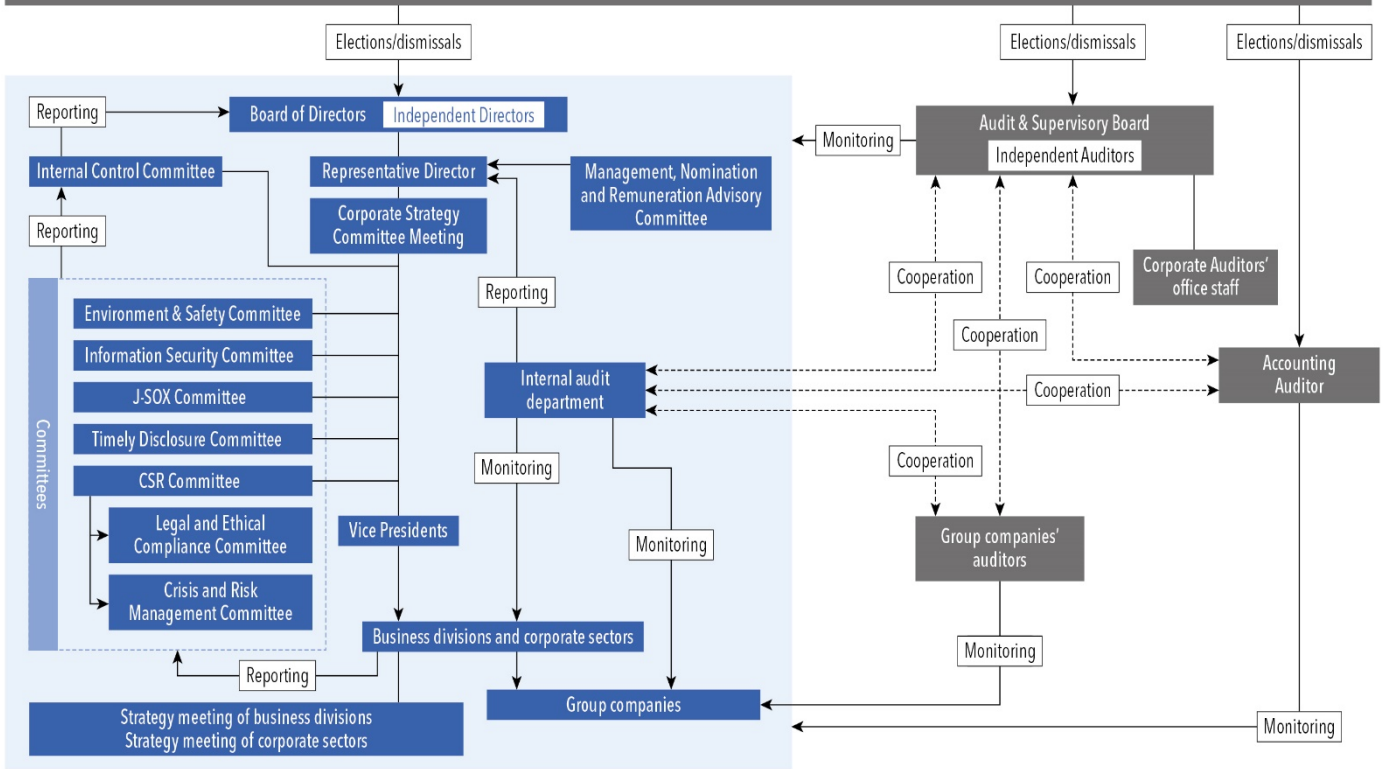 Elections/dismissals
Elections/dismissals
Elections/dismissals
Reporting
Board of Directors
Independent Directors
Audit & Supervisory Board
Independent Auditors
Monitoring
Internal Control Committee
Representative Director
Management, Nomination
and Remuneration Advisory
Committee
Reporting
Corporate Strategy
Committee Meeting
Cooperation
Cooperation
Corporate Auditors'
office staff
Reporting
Cooperation
Committees
Environment & Safety Committee
Information Security Committee
J-SOX Committee
Timely Disclosure Committee
CSR Committee
Legal and Ethical
Compliance Committee
Crisis and Risk
Management Committee
Internal audit
department
Accounting
Auditor
Cooperation
Cooperation
Monitoring
Vice Presidents
Monitoring
Group companies'
auditors
Business divisions and corporate sectors
Monitoring
Reporting
Group companies
Strategy meeting of business divisions
Strategy meeting of corporate sectors
Monitoring